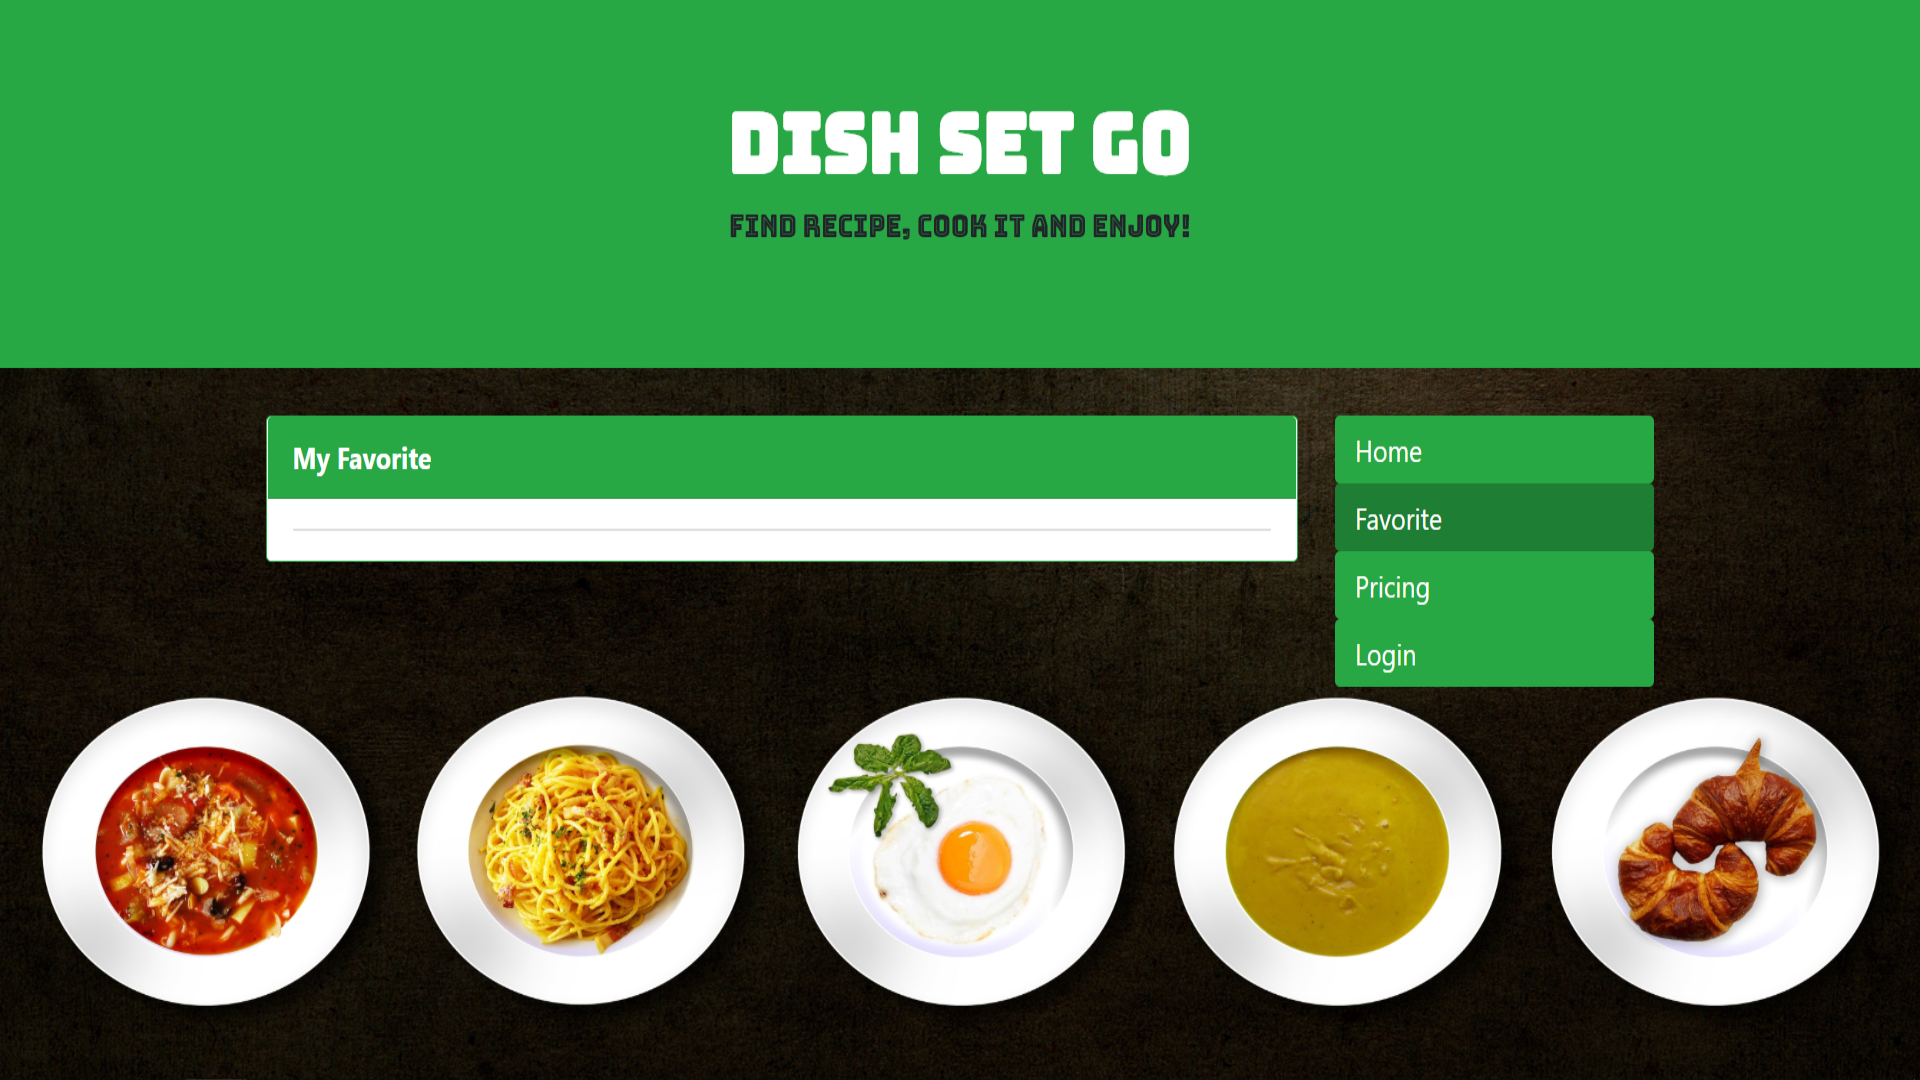 DISH SET GO
FIND RECIPE, COOK IT AND ENJOY!
My Favorite
Home
Favorite
Pricing
Login